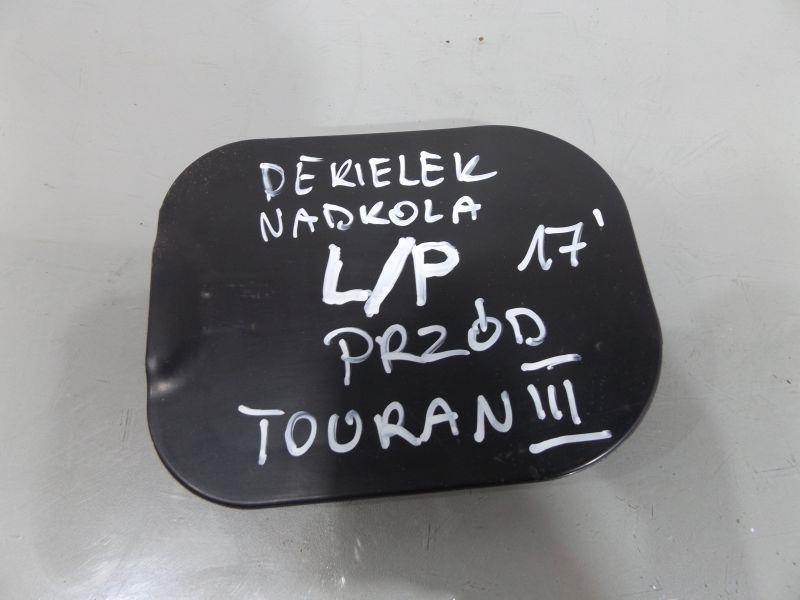 DEKIELEK
NADKOLA
L/P 17'
PRZÓD
TOURAN III